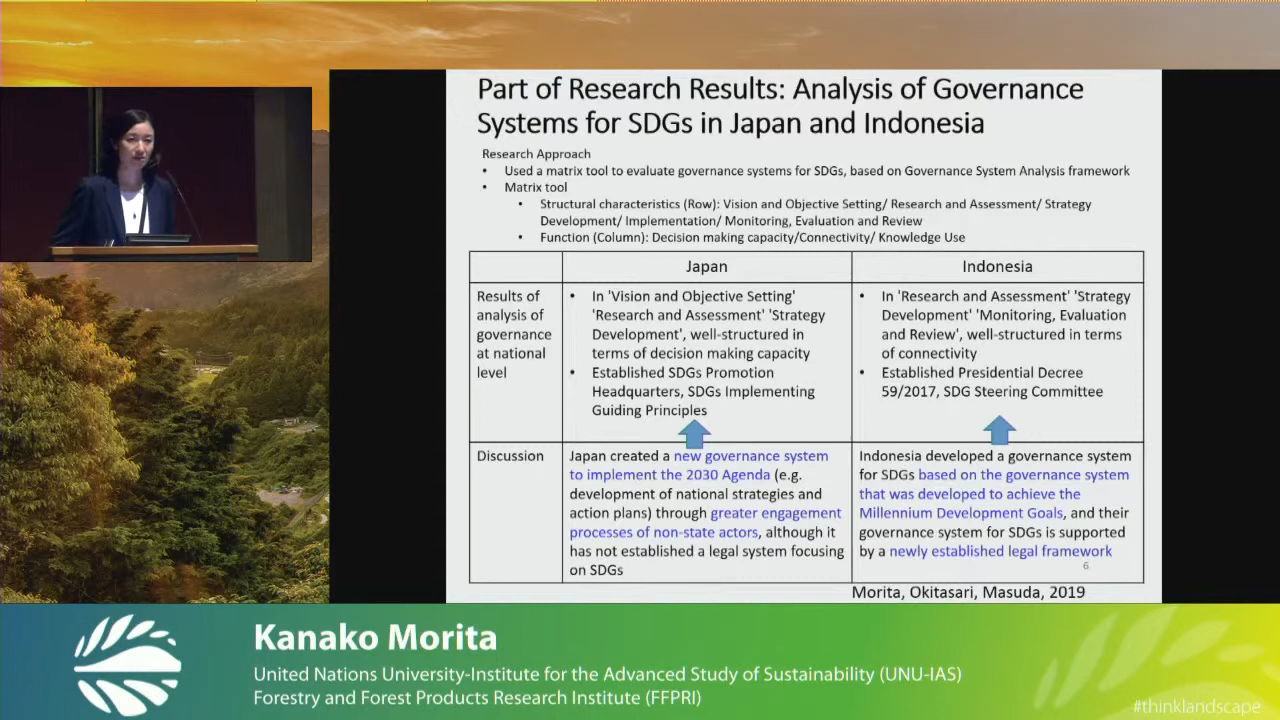 Part of Research Results: Analysis of Governance
Systems for SDGs in Japan and Indonesia
Research Approach
• Used a matrix tool to evaluate governance systems for SDGs, based on Governance System Analysis framework
• Matrix tool
• Structural characteristics (Row): Vision and Objective Setting/ Research and Assessment/ Strategy
Development/ Implementation/ Monitoring, Evaluation and Review
• Function (Column): Decision making capacity/Connectivity/ Knowledge Use
Japan
Indonesia
Results of
analysis of
governance
at national
level
• In 'Vision and Objective Setting'
'Research and Assessment' 'Strategy
Development', well-structured in
terms of decision making capacity
• Established SDGs Promotion
Headquarters, SDGs Implementing
Guiding Principles
• In 'Research and Assessment' 'Strategy
Development' 'Monitoring, Evaluation
and Review', well-structured in terms
of connectivity
• Established Presidential Decree
59/2017, SDG Steering Committee
Discussion
Japan created a new governance system
to implement the 2030 Agenda (e.g.
development of national strategies and
action plans) through greater engagement
processes of non-state actors, although it
has not established a legal system focusing
on SDGs
Indonesia developed a governance system
for SDGs based on the governance system
that was developed to achieve the
Millennium Development Goals, and their
governance system for SDGs is supported
by a newly established legal framework
6
Morita, Okitasari, Masuda, 2019
Kanako Morita
United Nations University-Institute for the Advanced Study of Sustainability (UNU-IAS)
Forestry and Forest Products Research Institute (FFPRI)
#thinklandscape